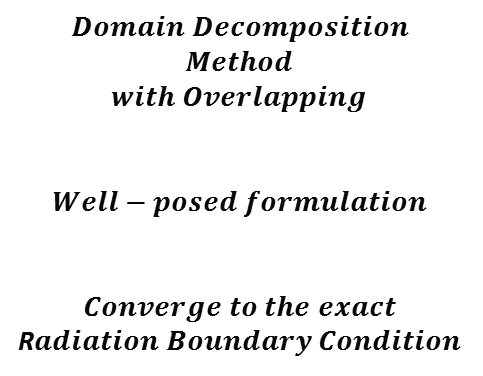 Domain Decomposition
Method
with Overlapping
Well − posed formulation
Converge to the exact
Radiation Boundary Condition